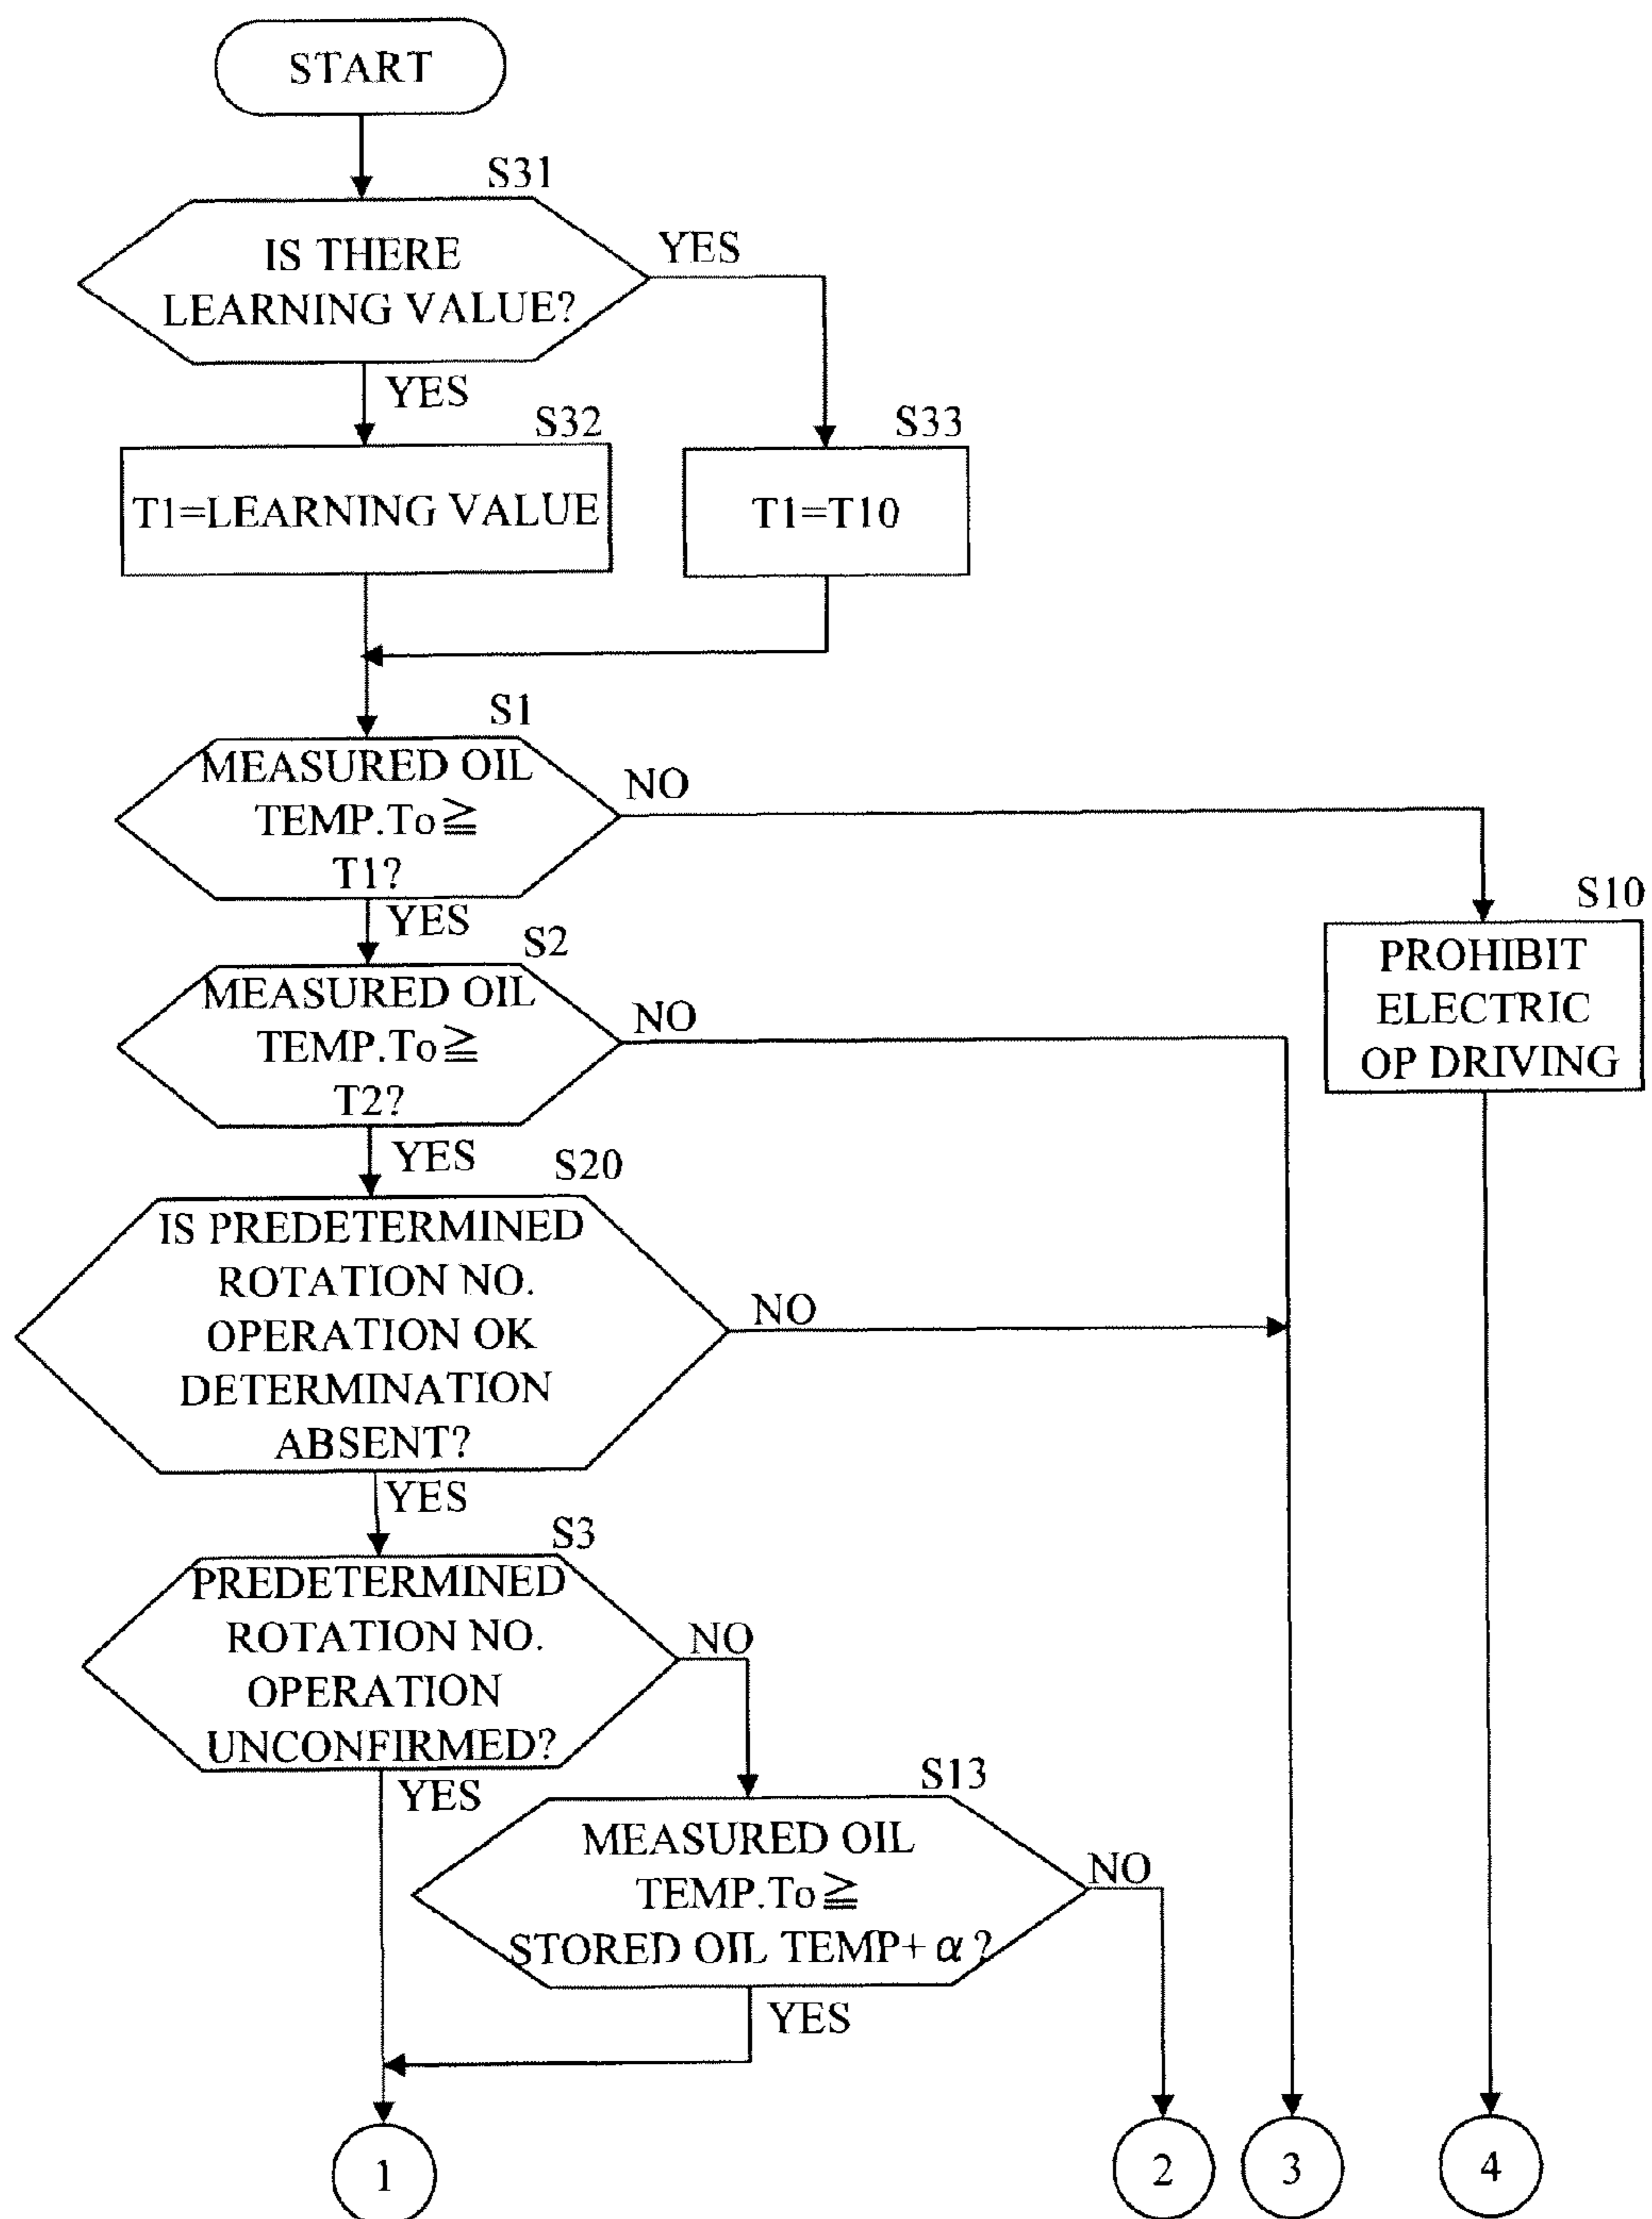 START
S31
IS THERE
LEARNING VALUE?
YES
YES
S32
T1=LEARNING VALUE
S33
T1=T10
S1
MEASURED OIL
TEMP.To≧
T1?
NO
YES
S10
PROHIBIT
ELECTRIC
OP DRIVING
S2
MEASURED OIL
TEMP.To≧
T2?
NO
YES
S20
IS PREDETERMINED
ROTATION NO.
OPERATION OK
DETERMINATION
ABSENT?
NO
YES
S3
PREDETERMINED
ROTATION NO.
OPERATION
UNCONFIRMED?
NO
YES
S13
MEASURED OIL
TEMP.To≧
STORED OIL TEMP+α?
NO
YES
1
2
3
4